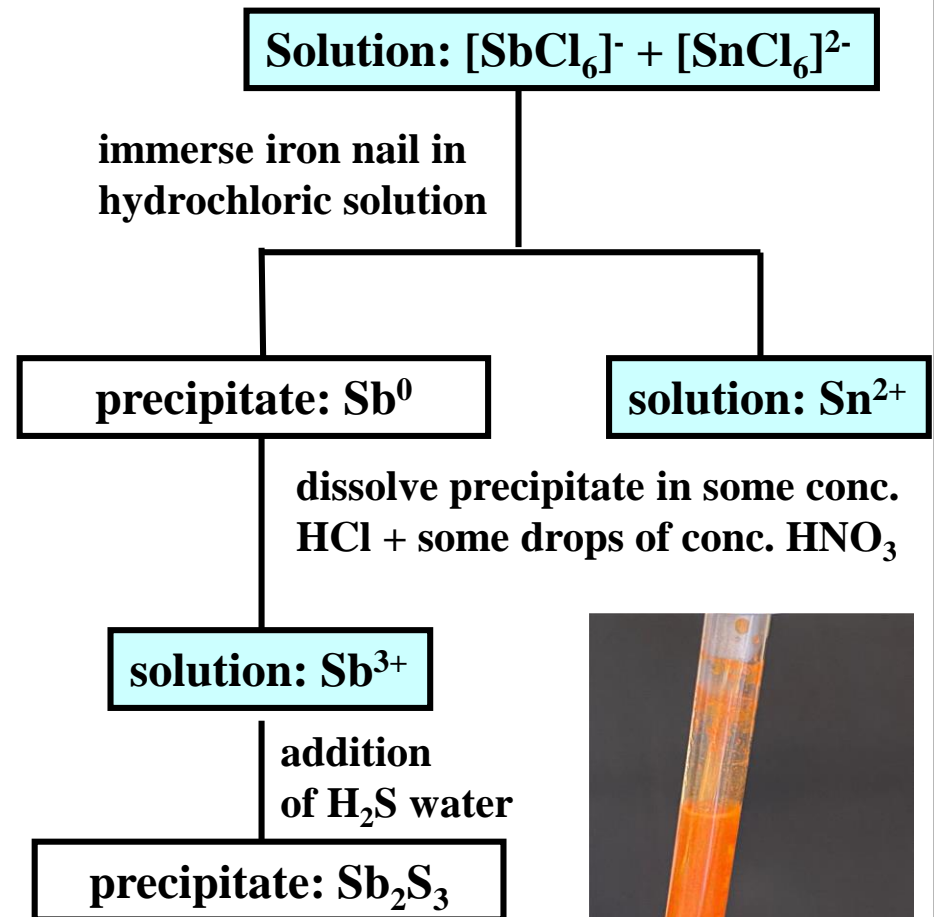 Solution: [SbCl₆]⁻ + [SnCl₆]²⁻
immerse iron nail in
hydrochloric solution
precipitate: Sb⁰
solution: Sn²⁺
dissolve precipitate in some conc.
HCl + some drops of conc. HNO₃
solution: Sb³⁺
addition
of H₂S water
precipitate: Sb₂S₃